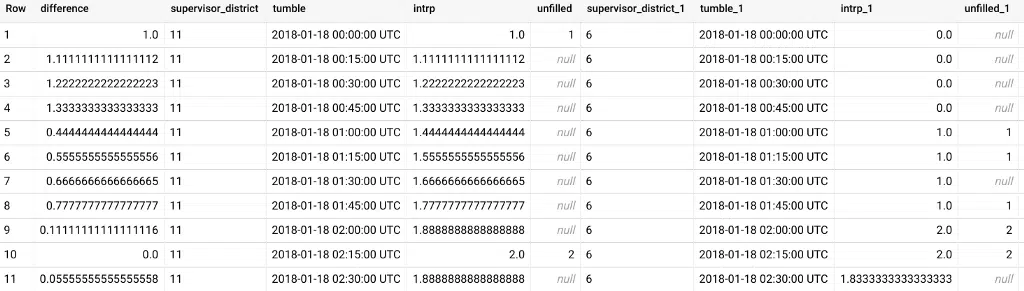 Row difference supervisor_district tumble intrp unfilled supervisor_district_1 tumble_1 intrp_1 unfilled_1
1 1.0 11 2018-01-18 00:00:00 UTC 1.0 1 6 2018-01-18 00:00:00 UTC 0.0 null
2 1.1111111111111112 11 2018-01-18 00:15:00 UTC 1.1111111111111112 null 6 2018-01-18 00:15:00 UTC 0.0 null
3 1.2222222222222223 11 2018-01-18 00:30:00 UTC 1.2222222222222223 null 6 2018-01-18 00:30:00 UTC 0.0 null
4 1.3333333333333333 11 2018-01-18 00:45:00 UTC 1.3333333333333333 null 6 2018-01-18 00:45:00 UTC 0.0 null
5 0.4444444444444444 11 2018-01-18 01:00:00 UTC 1.4444444444444444 null 6 2018-01-18 01:00:00 UTC 1.0 1
6 0.5555555555555556 11 2018-01-18 01:15:00 UTC 1.5555555555555556 null 6 2018-01-18 01:15:00 UTC 1.0 1
7 0.6666666666666665 11 2018-01-18 01:30:00 UTC 1.6666666666666665 null 6 2018-01-18 01:30:00 UTC 1.0 null
8 0.7777777777777777 11 2018-01-18 01:45:00 UTC 1.7777777777777777 null 6 2018-01-18 01:45:00 UTC 1.0 1
9 0.11111111111111116 11 2018-01-18 02:00:00 UTC 1.8888888888888888 null 6 2018-01-18 02:00:00 UTC 2.0 2
10 0.0 11 2018-01-18 02:15:00 UTC 2.0 2 6 2018-01-18 02:15:00 UTC 2.0 2
11 0.05555555555555558 11 2018-01-18 02:30:00 UTC 1.8888888888888888 null 6 2018-01-18 02:30:00 UTC 1.8333333333333333 null